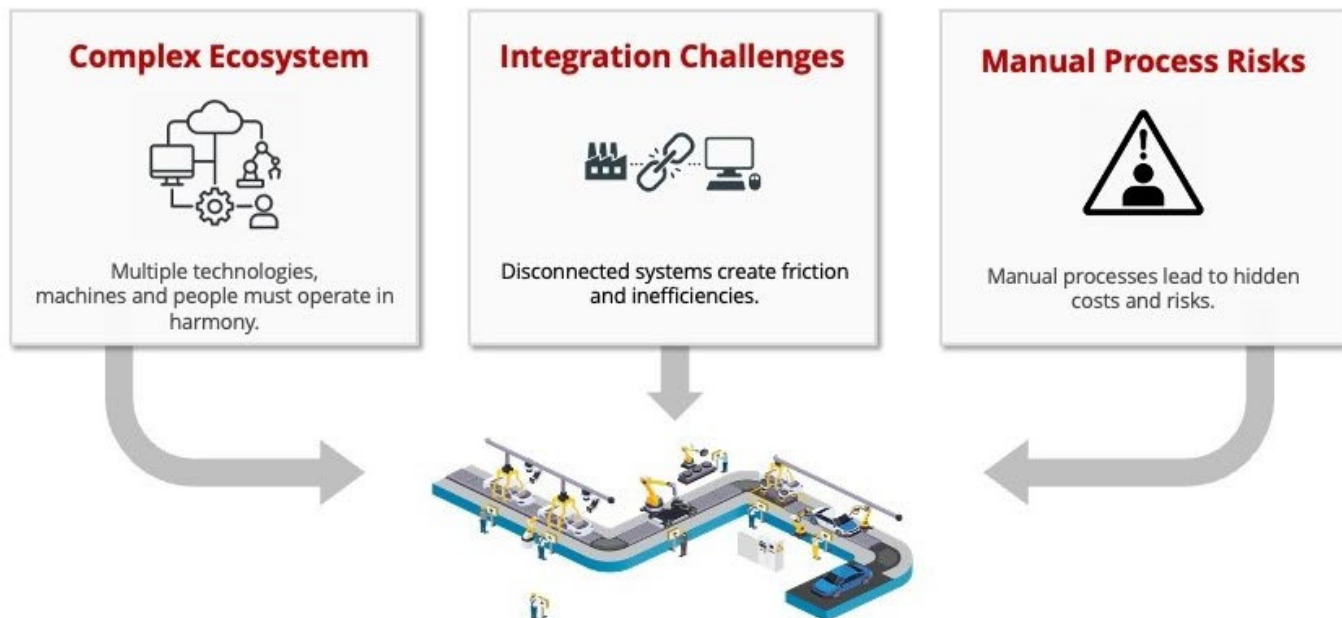 Complex Ecosystem
Multiple technologies,
machines and people must operate in
harmony.
Integration Challenges
Disconnected systems create friction
and inefficiencies.
Manual Process Risks
Manual processes lead to hidden
costs and risks.